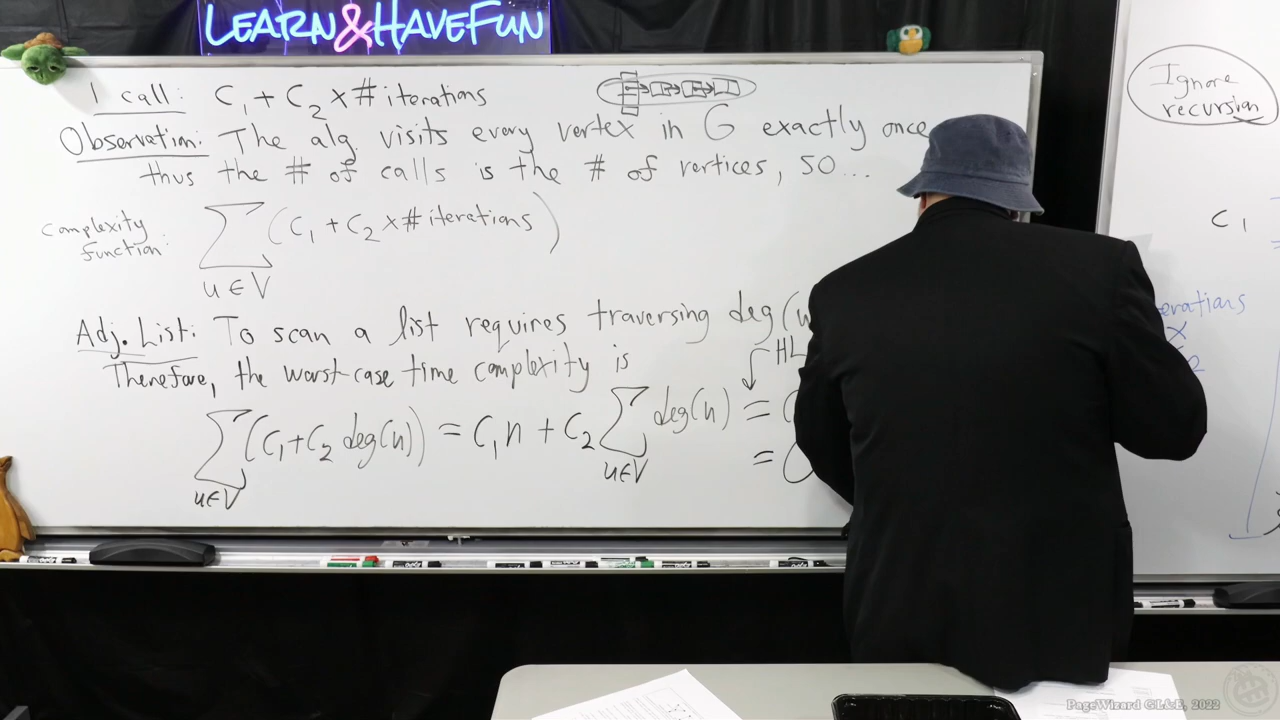 LEARN&HAVEFUN
1 call: C₁ + C₂ × # iterations
Observation: The alg. visits every vertex in G exactly once
thus the # of calls is the # of vertices, so...
Complexity function: ∑ (C₁ + C₂ × # iterations)
u ∈ V
Adj. List: To scan a list requires traversing deg(u
Therefore, the worst-case time complexity is
HL
∑ (C₁ + C₂ deg(u)) = C₁n + C₂ ∑ deg(u) =
u∈V u∈V =
Ignore
recursion
C₁
erations
×
2
PageWizard GL&E, 2022